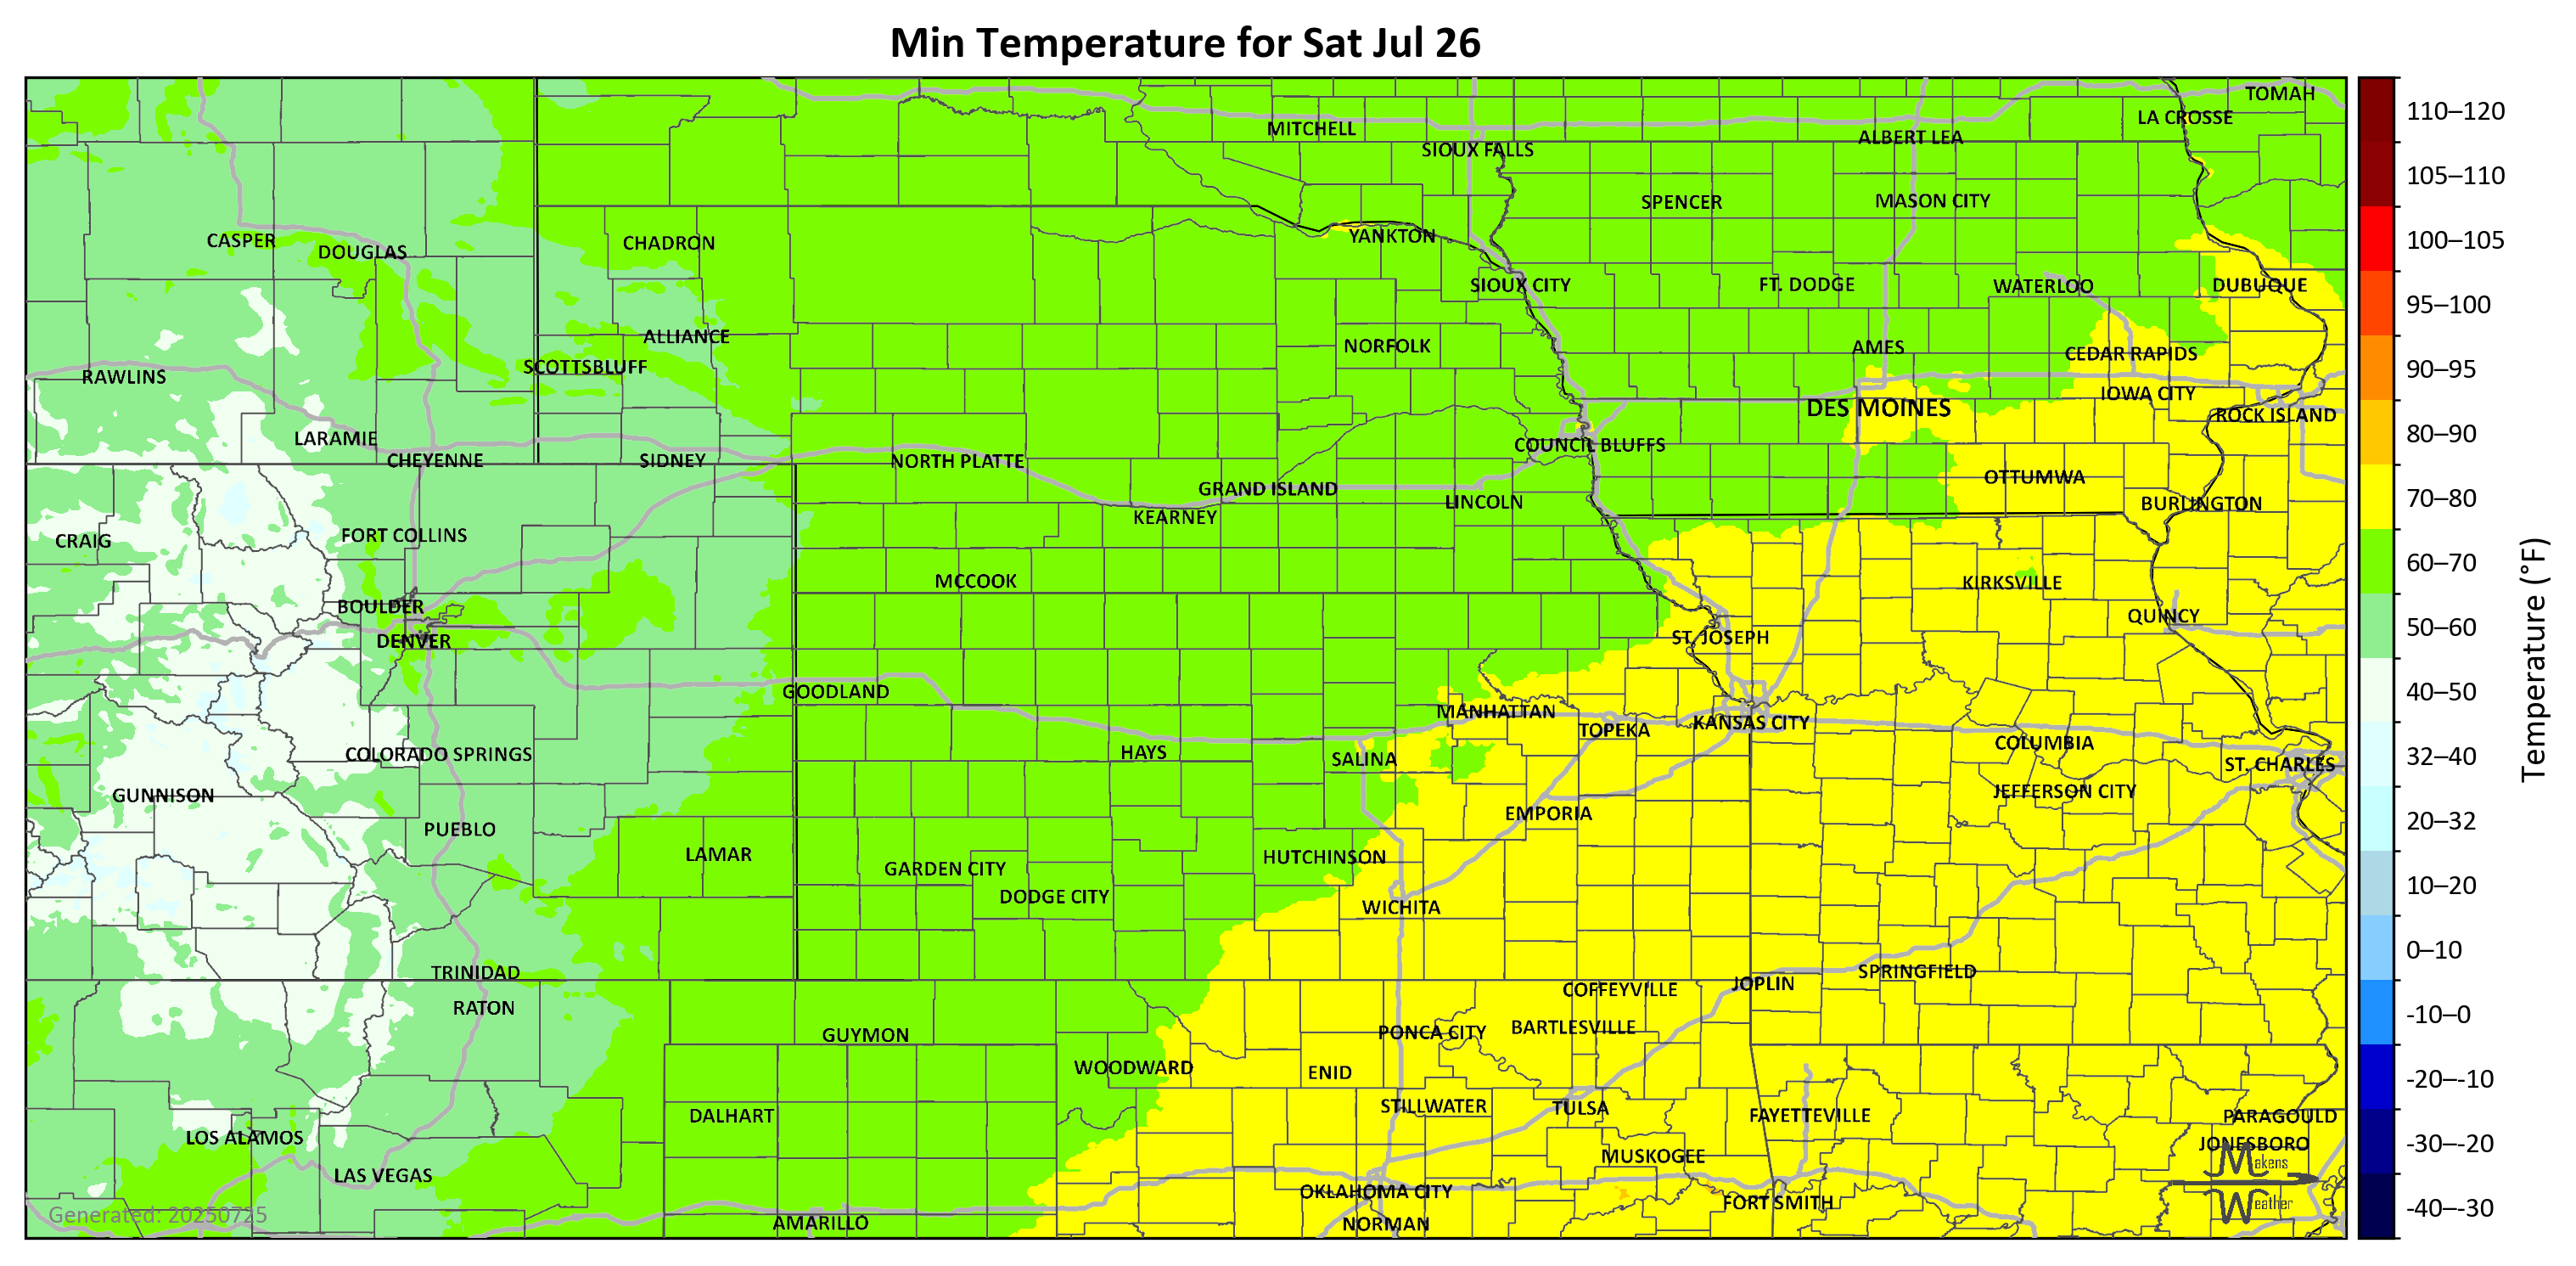 Min Temperature for Sat Jul 26
TOMAH
LA CROSSE
MITCHELL
ALBERT LEA
SIOUX FALLS
SPENCER
MASON CITY
CASPER
DOUGLAS
CHADRON
YANKTON
SIOUX CITY
FT. DODGE
WATERLOO
DUBUQUE
ALLIANCE
NORFOLK
AMES
CEDAR RAPIDS
SCOTTSBLUFF
RAWLINS
IOWA CITY
DES MOINES
ROCK ISLAND
LARAMIE
COUNCIL BLUFFS
CHEYENNE
SIDNEY
NORTH PLATTE
OTTUMWA
GRAND ISLAND
LINCOLN
BURLINGTON
KEARNEY
FORT COLLINS
CRAIG
MCCOOK
KIRKSVILLE
BOULDER
QUINCY
DENVER
ST. JOSEPH
GOODLAND
MANHATTAN
KANSAS CITY
TOPEKA
COLUMBIA
COLORADO SPRINGS
HAYS
SALINA
ST. CHARLES
GUNNISON
JEFFERSON CITY
EMPORIA
PUEBLO
LAMAR
HUTCHINSON
GARDEN CITY
DODGE CITY
WICHITA
TRINIDAD
SPRINGFIELD
JOPLIN
COFFEYVILLE
RATON
BARTLESVILLE
PONCA CITY
GUYMON
WOODWARD
ENID
STILLWATER
TULSA
DALHART
FAYETTEVILLE
PARAGOULD
LOS ALAMOS
JONESBORO
MUSKOGEE
LAS VEGAS
OKLAHOMA CITY
FORT SMITH
AMARILLO
NORMAN
Generated: 20250725
Makens
Weather
110–120
105–110
100–105
95–100
90–95
80–90
70–80
60–70
50–60
40–50
32–40
20–32
10–20
0–10
-10–0
-20–-10
-30–-20
-40–-30
Temperature (°F)